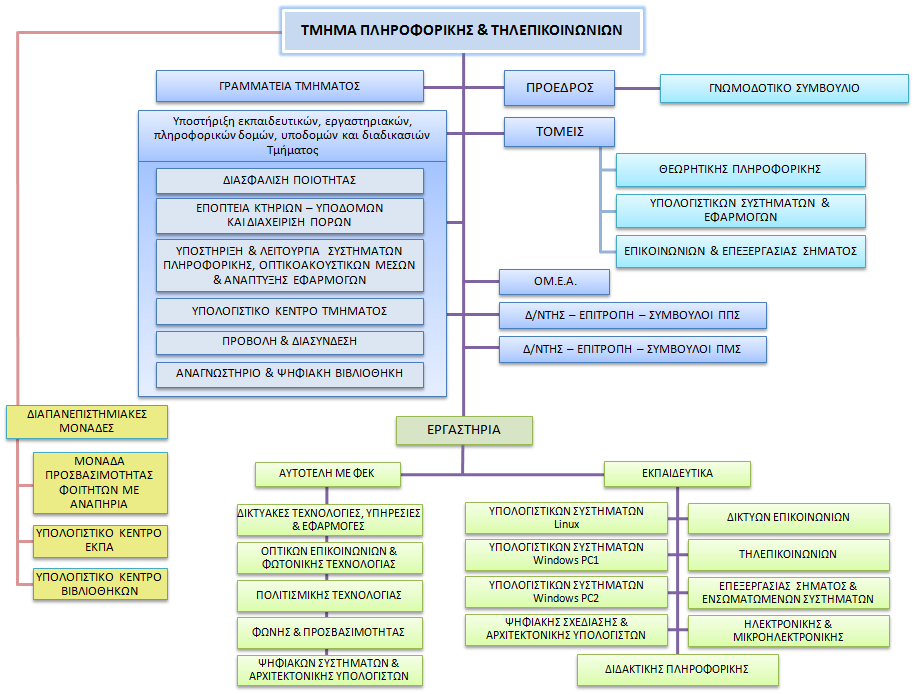 ΤΜΗΜΑ ΠΛΗΡΟΦΟΡΙΚΗΣ & ΤΗΛΕΠΙΚΟΙΝΩΝΙΩΝ
ΓΡΑΜΜΑΤΕΙΑ ΤΜΗΜΑΤΟΣ
ΠΡΟΕΔΡΟΣ
ΓΝΩΜΟΔΟΤΙΚΟ ΣΥΜΒΟΥΛΙΟ
Υποστήριξη εκπαιδευτικών, εργαστηριακών,
πληροφορικών δομών, υποδομών και διαδικασιών
Τμήματος
ΔΙΑΣΦΑΛΙΣΗ ΠΟΙΟΤΗΤΑΣ
ΕΠΟΠΤΕΙΑ ΚΤΗΡΙΩΝ – ΥΠΟΔΟΜΩΝ
ΚΑΙ ΔΙΑΧΕΙΡΙΣΗ ΠΟΡΩΝ
ΥΠΟΣΤΗΡΙΞΗ & ΛΕΙΤΟΥΡΓΙΑ ΣΥΣΤΗΜΑΤΩΝ
ΠΛΗΡΟΦΟΡΙΚΗΣ, ΟΠΤΙΚΟΑΚΟΥΣΤΙΚΩΝ ΜΕΣΩΝ
& ΑΝΑΠΤΥΞΗΣ ΕΦΑΡΜΟΓΩΝ
ΥΠΟΛΟΓΙΣΤΙΚΟ ΚΕΝΤΡΟ ΤΜΗΜΑΤΟΣ
ΠΡΟΒΟΛΗ & ΔΙΑΣΥΝΔΕΣΗ
ΑΝΑΓΝΩΣΤΗΡΙΟ & ΨΗΦΙΑΚΗ ΒΙΒΛΙΟΘΗΚΗ
ΤΟΜΕΙΣ
ΘΕΩΡΗΤΙΚΗΣ ΠΛΗΡΟΦΟΡΙΚΗΣ
ΥΠΟΛΟΓΙΣΤΙΚΩΝ ΣΥΣΤΗΜΑΤΩΝ &
ΕΦΑΡΜΟΓΩΝ
ΕΠΙΚΟΙΝΩΝΙΩΝ & ΕΠΕΞΕΡΓΑΣΙΑΣ ΣΗΜΑΤΟΣ
ΟΜ.Ε.Α.
Δ/ΝΤΗΣ – ΕΠΙΤΡΟΠΗ – ΣΥΜΒΟΥΛΟΙ ΠΠΣ
Δ/ΝΤΗΣ – ΕΠΙΤΡΟΠΗ – ΣΥΜΒΟΥΛΟΙ ΠΜΣ
ΔΙΑΠΑΝΕΠΙΣΤΗΜΙΑΚΕΣ
ΜΟΝΑΔΕΣ
ΜΟΝΑΔΑ
ΠΡΟΣΒΑΣΙΜΟΤΗΤΑΣ
ΦΟΙΤΗΤΩΝ ΜΕ
ΑΝΑΠΗΡΙΑ
ΥΠΟΛΟΓΙΣΤΙΚΟ ΚΕΝΤΡΟ
ΕΚΠΑ
ΥΠΟΛΟΓΙΣΤΙΚΟ ΚΕΝΤΡΟ
ΒΙΒΛΙΟΘΗΚΩΝ
ΕΡΓΑΣΤΗΡΙΑ
ΑΥΤΟΤΕΛΗ ΜΕ ΦΕΚ
ΔΙΚΤΥΑΚΕΣ ΤΕΧΝΟΛΟΓΙΕΣ, ΥΠΗΡΕΣΙΕΣ
& ΕΦΑΡΜΟΓΕΣ
ΟΠΤΙΚΩΝ ΕΠΙΚΟΙΝΩΝΙΩΝ &
ΦΩΤΟΝΙΚΗΣ ΤΕΧΝΟΛΟΓΙΑΣ
ΠΟΛΙΤΙΣΜΙΚΗΣ ΤΕΧΝΟΛΟΓΙΑΣ
ΦΩΝΗΣ & ΠΡΟΣΒΑΣΙΜΟΤΗΤΑΣ
ΨΗΦΙΑΚΩΝ ΣΥΣΤΗΜΑΤΩΝ &
ΑΡΧΙΤΕΚΤΟΝΙΚΗΣ ΥΠΟΛΟΓΙΣΤΩΝ
ΕΚΠΑΙΔΕΥΤΙΚΑ
ΥΠΟΛΟΓΙΣΤΙΚΩΝ ΣΥΣΤΗΜΑΤΩΝ
Linux
ΥΠΟΛΟΓΙΣΤΙΚΩΝ ΣΥΣΤΗΜΑΤΩΝ
Windows PC1
ΥΠΟΛΟΓΙΣΤΙΚΩΝ ΣΥΣΤΗΜΑΤΩΝ
Windows PC2
ΨΗΦΙΑΚΗΣ ΣΧΕΔΙΑΣΗΣ &
ΑΡΧΙΤΕΚΤΟΝΙΚΗΣ ΥΠΟΛΟΓΙΣΤΩΝ
ΔΙΚΤΥΩΝ ΕΠΙΚΟΙΝΩΝΙΩΝ
ΤΗΛΕΠΙΚΟΙΝΩΝΙΩΝ
ΕΠΕΞΕΡΓΑΣΙΑΣ ΣΗΜΑΤΟΣ &
ΕΝΣΩΜΑΤΩΜΕΝΩΝ ΣΥΣΤΗΜΑΤΩΝ
ΗΛΕΚΤΡΟΝΙΚΗΣ &
ΜΙΚΡΟΗΛΕΚΤΡΟΝΙΚΗΣ
ΔΙΔΑΚΤΙΚΗΣ ΠΛΗΡΟΦΟΡΙΚΗΣ